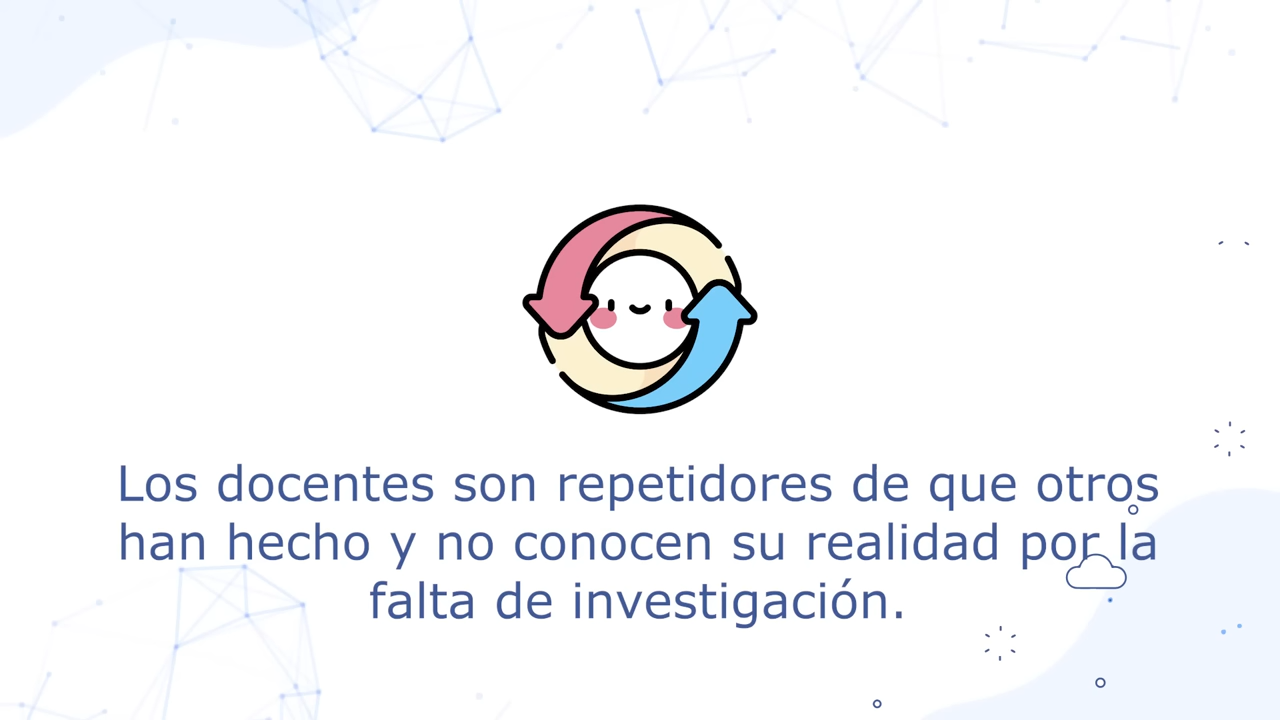 Los docentes son repetidores de que otros
han hecho y no conocen su realidad por la
falta de investigación.